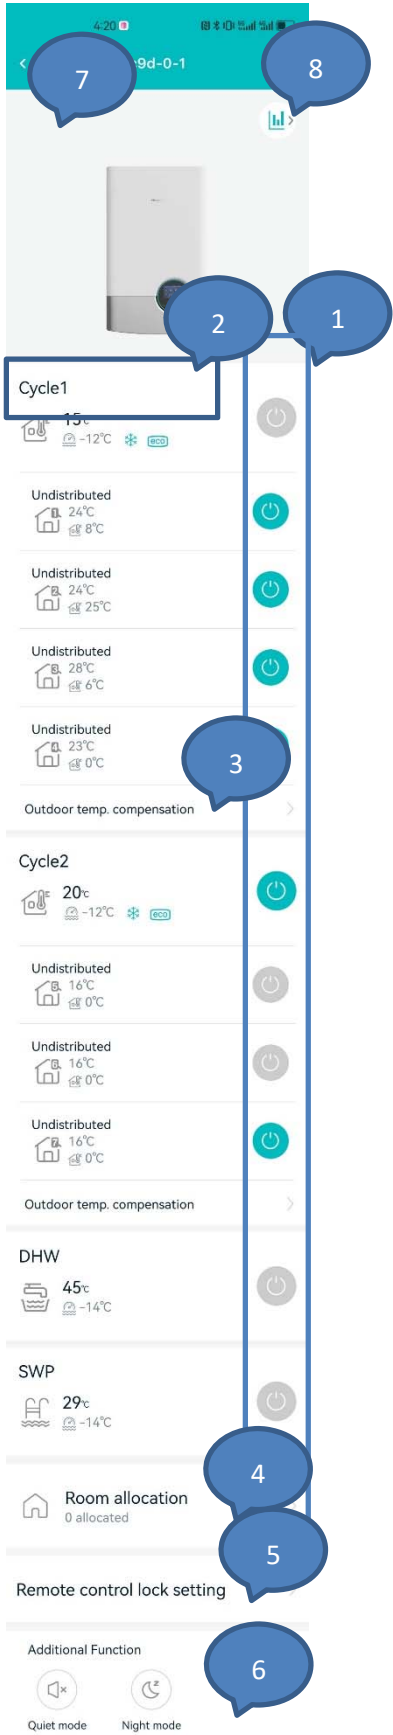 4:20
7
9d-0-1
8
1
2
Cycle1
15℃
-12℃ eco
Undistributed
24℃
8℃
Undistributed
24℃
25℃
Undistributed
28℃
6℃
Undistributed
23℃
0℃
3
Outdoor temp. compensation
Cycle2
20℃
-12℃ eco
Undistributed
16℃
0℃
Undistributed
16℃
0℃
Undistributed
16℃
0℃
Outdoor temp. compensation
DHW
45℃
-14℃
SWP
29℃
-14℃
4
Room allocation
0 allocated
5
Remote control lock setting
Additional Function
6
Quiet mode Night mode